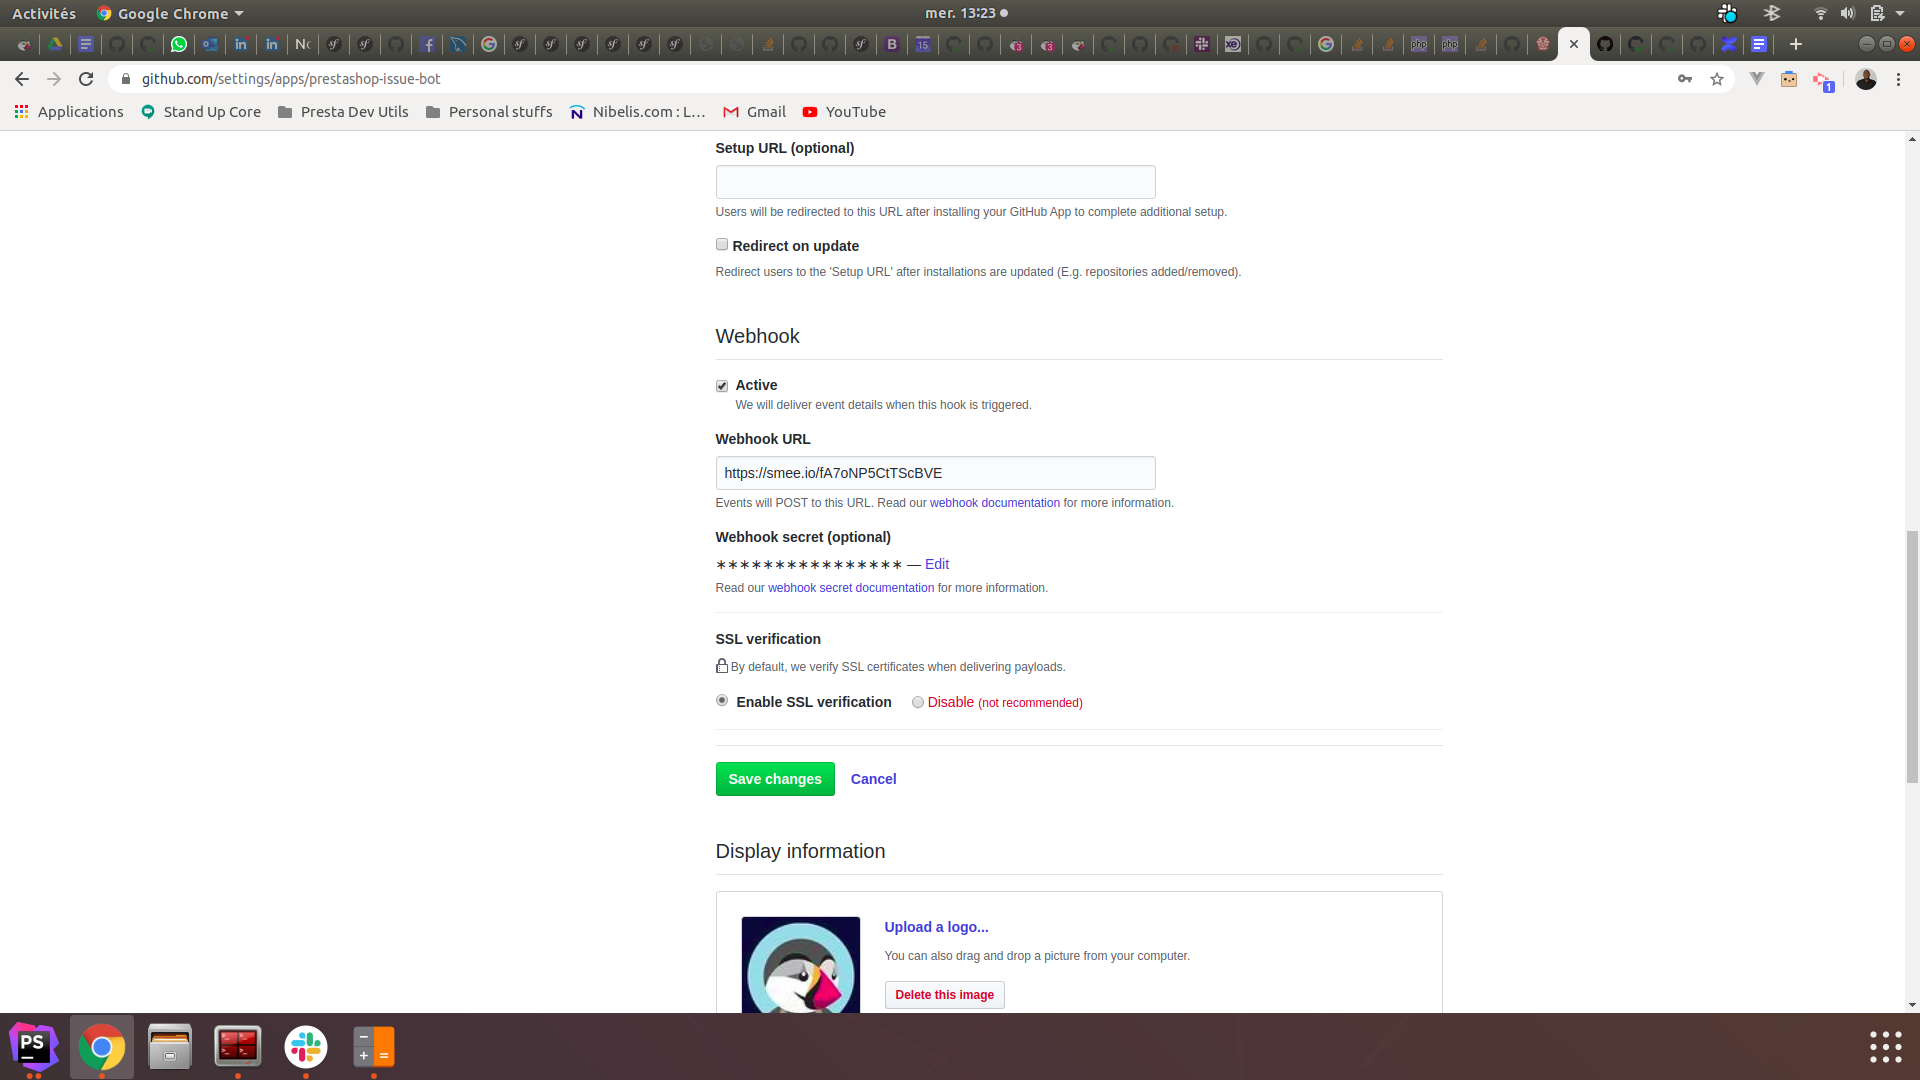 Activités Google Chrome mer. 13:23
github.com/settings/apps/prestashop-issue-bot
1
Applications Stand Up Core Presta Dev Utils Personal stuffs Nibelis.com : L… Gmail YouTube
Setup URL (optional)
Users will be redirected to this URL after installing your GitHub App to complete additional setup.
Redirect on update
Redirect users to the 'Setup URL' after installations are updated (E.g. repositories added/removed).
Webhook
Active
We will deliver event details when this hook is triggered.
Webhook URL
https://smee.io/fA7oNP5CtTScBVE
Events will POST to this URL. Read our webhook documentation for more information.
Webhook secret (optional)
**************** — Edit
Read our webhook secret documentation for more information.
SSL verification
By default, we verify SSL certificates when delivering payloads.
Enable SSL verification Disable (not recommended)
Save changes Cancel
Display information
Upload a logo...
You can also drag and drop a picture from your computer.
Delete this image
PS